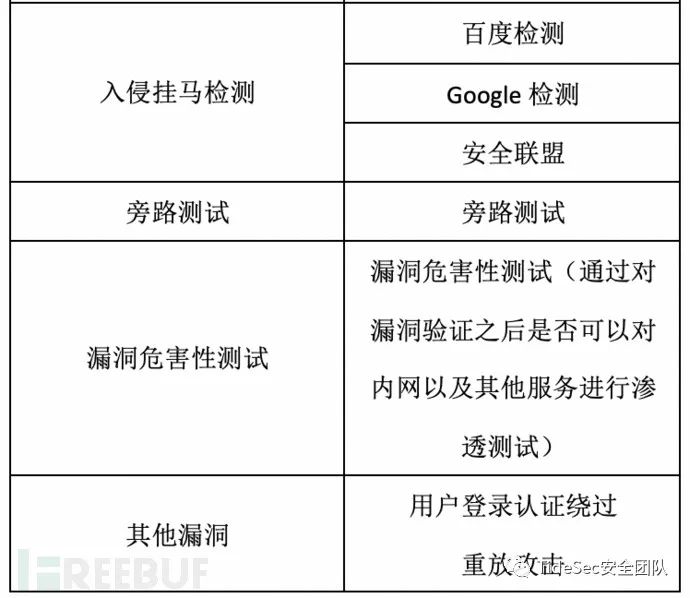 入侵挂马检测
百度检测
Google 检测
安全联盟
旁路测试
旁路测试
漏洞危害性测试
漏洞危害性测试（通过对
漏洞验证之后是否可以对
内网以及其他服务进行渗
透测试）
其他漏洞
用户登录认证绕过
重放攻击
FREEBUF
TideSec安全团队